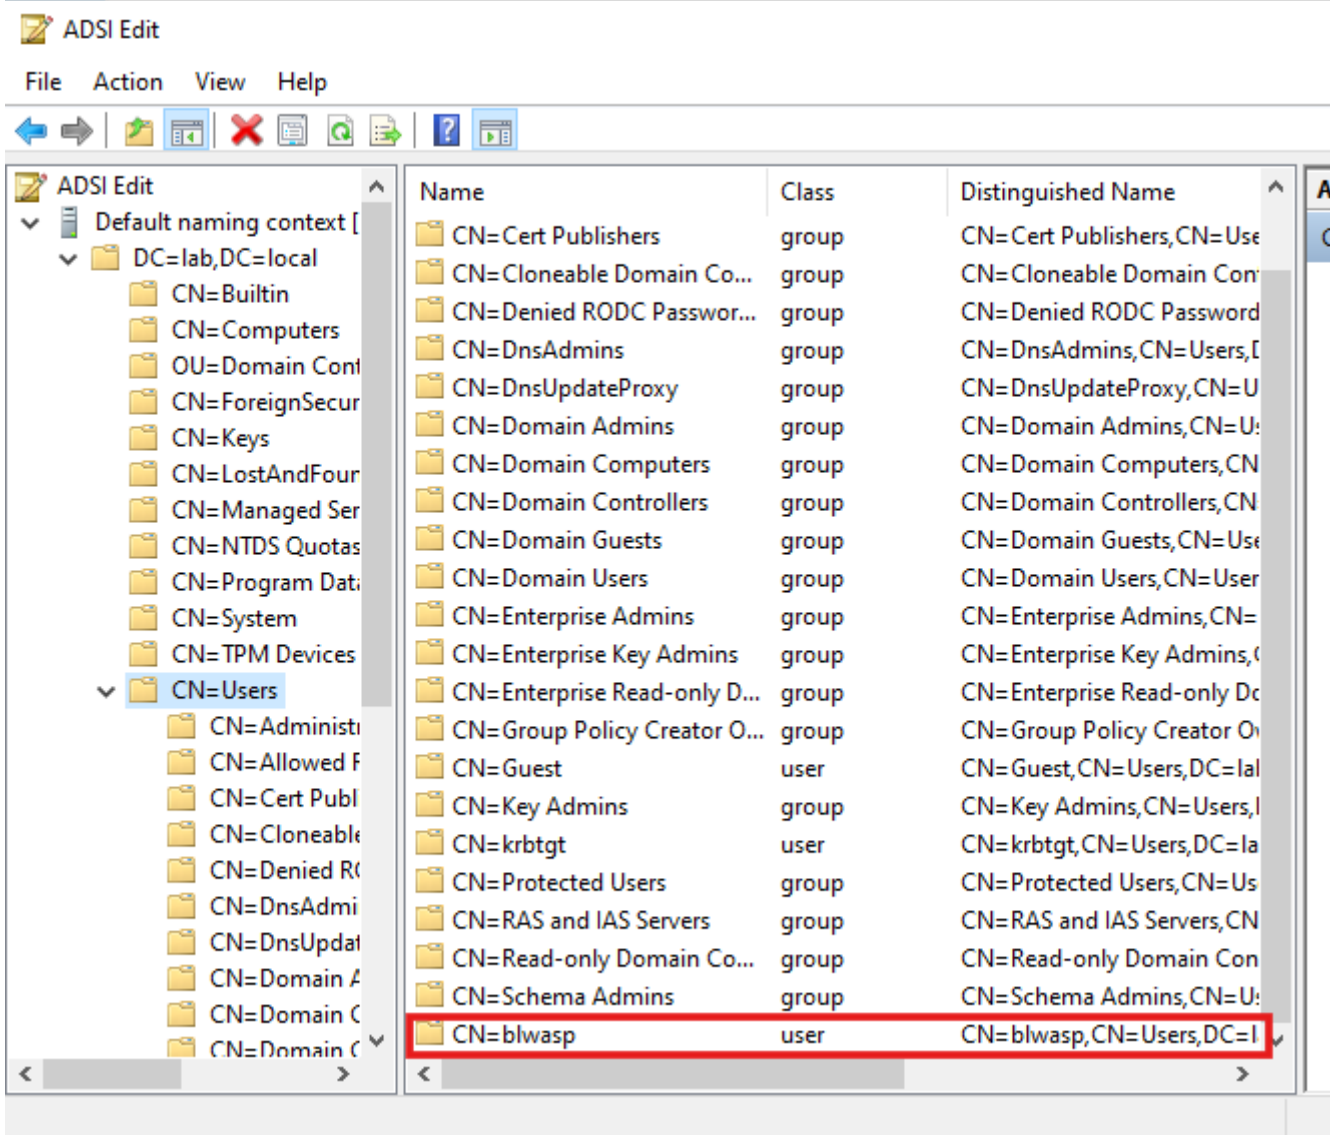 ADSI Edit
File Action View Help
ADSI Edit
Default naming context [
DC=lab,DC=local
CN=Builtin
CN=Computers
OU=Domain Cont
CN=ForeignSecur
CN=Keys
CN=LostAndFoun
CN=Managed Ser
CN=NTDS Quotas
CN=Program Data
CN=System
CN=TPM Devices
CN=Users
CN=Administr
CN=Allowed R
CN=Cert Publ
CN=Cloneable
CN=Denied RO
CN=DnsAdmi
CN=DnsUpdat
CN=Domain A
CN=Domain C
CN=Domain C
Name Class Distinguished Name
CN=Cert Publishers group CN=Cert Publishers,CN=Use
CN=Cloneable Domain Co... group CN=Cloneable Domain Con
CN=Denied RODC Passwor... group CN=Denied RODC Password
CN=DnsAdmins group CN=DnsAdmins,CN=Users,D
CN=DnsUpdateProxy group CN=DnsUpdateProxy,CN=U
CN=Domain Admins group CN=Domain Admins,CN=Us
CN=Domain Computers group CN=Domain Computers,CN
CN=Domain Controllers group CN=Domain Controllers,CN
CN=Domain Guests group CN=Domain Guests,CN=Use
CN=Domain Users group CN=Domain Users,CN=User
CN=Enterprise Admins group CN=Enterprise Admins,CN=
CN=Enterprise Key Admins group CN=Enterprise Key Admins,C
CN=Enterprise Read-only D... group CN=Enterprise Read-only Do
CN=Group Policy Creator O... group CN=Group Policy Creator Ow
CN=Guest user CN=Guest,CN=Users,DC=lal
CN=Key Admins group CN=Key Admins,CN=Users,
CN=krbtgt user CN=krbtgt,CN=Users,DC=la
CN=Protected Users group CN=Protected Users,CN=Us
CN=RAS and IAS Servers group CN=RAS and IAS Servers,CN
CN=Read-only Domain Co... group CN=Read-only Domain Con
CN=Schema Admins group CN=Schema Admins,CN=Us
CN=blwasp user CN=blwasp,CN=Users,DC=l
A